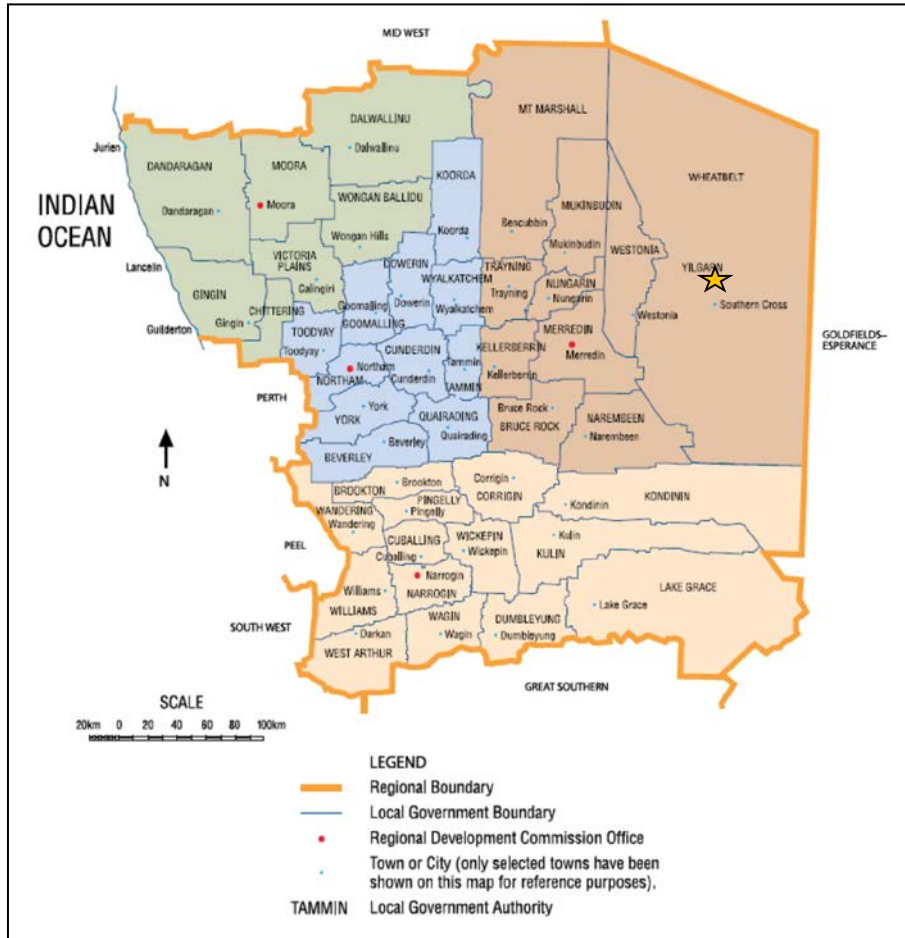 MID WEST
MT MARSHALL
DALWALLINU
Dalwallinu
Jurien
DANDARAGAN
MOORA
KOORDA
WHEATBELT
INDIAN
OCEAN
Dandaragan
Moora
WONGAN BALLIDU
MUKINBUDIN
Bencubbin
Wongan Hills
Koorda
Mukinbudin
WESTONIA
Lancelin
VICTORIA
PLAINS
Calingiri
DOWERIN
WYALKATCHEM
TRAYNING
YILGARN
GINGIN
CHITTERING
Goomalling
Dowerin
Wyalkatchem
Trayning
NUNGARIN
Nungarin
Southern Cross
Guilderton
Gingin
TOODYAY
GOOMALLING
MERREDIN
Westonia
Toodyay
CUNDERDIN
KELLERBERRIN
GOLDFIELDS–
ESPERANCE
Northam
NORTHAM
Cunderdin
Tammin
TAMMIN
Kellerberrin
Merredin
PERTH
York
YORK
QUAIRADING
Bruce Rock
BRUCE ROCK
NAREMBEEN
Beverley
Quairading
Narembeen
BEVERLEY
N
BROOKTON
Brookton
Corrigin
CORRIGIN
KONDININ
PINGELLY
Pingelly
Kondinin
WANDERING
Wandering
PEEL
CUBALLING
Cuballing
WICKEPIN
Wickepin
Kulin
KULIN
Narrogin
NARROGIN
LAKE GRACE
Williams
WILLIAMS
Lake Grace
SOUTH WEST
WAGIN
DUMBLEYUNG
Darkan
Wagin
Dumbleyung
WEST ARTHUR
GREAT SOUTHERN
SCALE
20km 0 20 40 60 80 100km
LEGEND
Regional Boundary
Local Government Boundary
Regional Development Commission Office
Town or City (only selected towns have been
shown on this map for reference purposes).
TAMMIN Local Government Authority